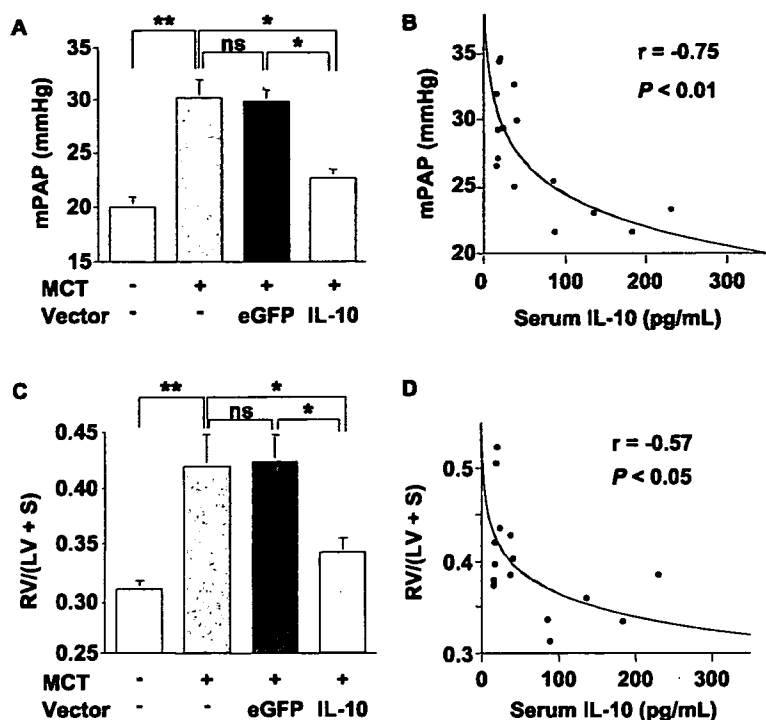 A
** *
ns *
mPAP (mmHg)
35
30
25
20
15
MCT - + + +
Vector - - eGFP IL-10
B
r = -0.75
P < 0.01
mPAP (mmHg)
35
30
25
20
0 100 200 300
Serum IL-10 (pg/mL)
C
** *
ns *
RV/(LV + S)
0.45
0.40
0.35
0.30
0.25
MCT - + + +
Vector - - eGFP IL-10
D
r = -0.57
P < 0.05
RV/(LV + S)
0.5
0.4
0.3
0 100 200 300
Serum IL-10 (pg/mL)